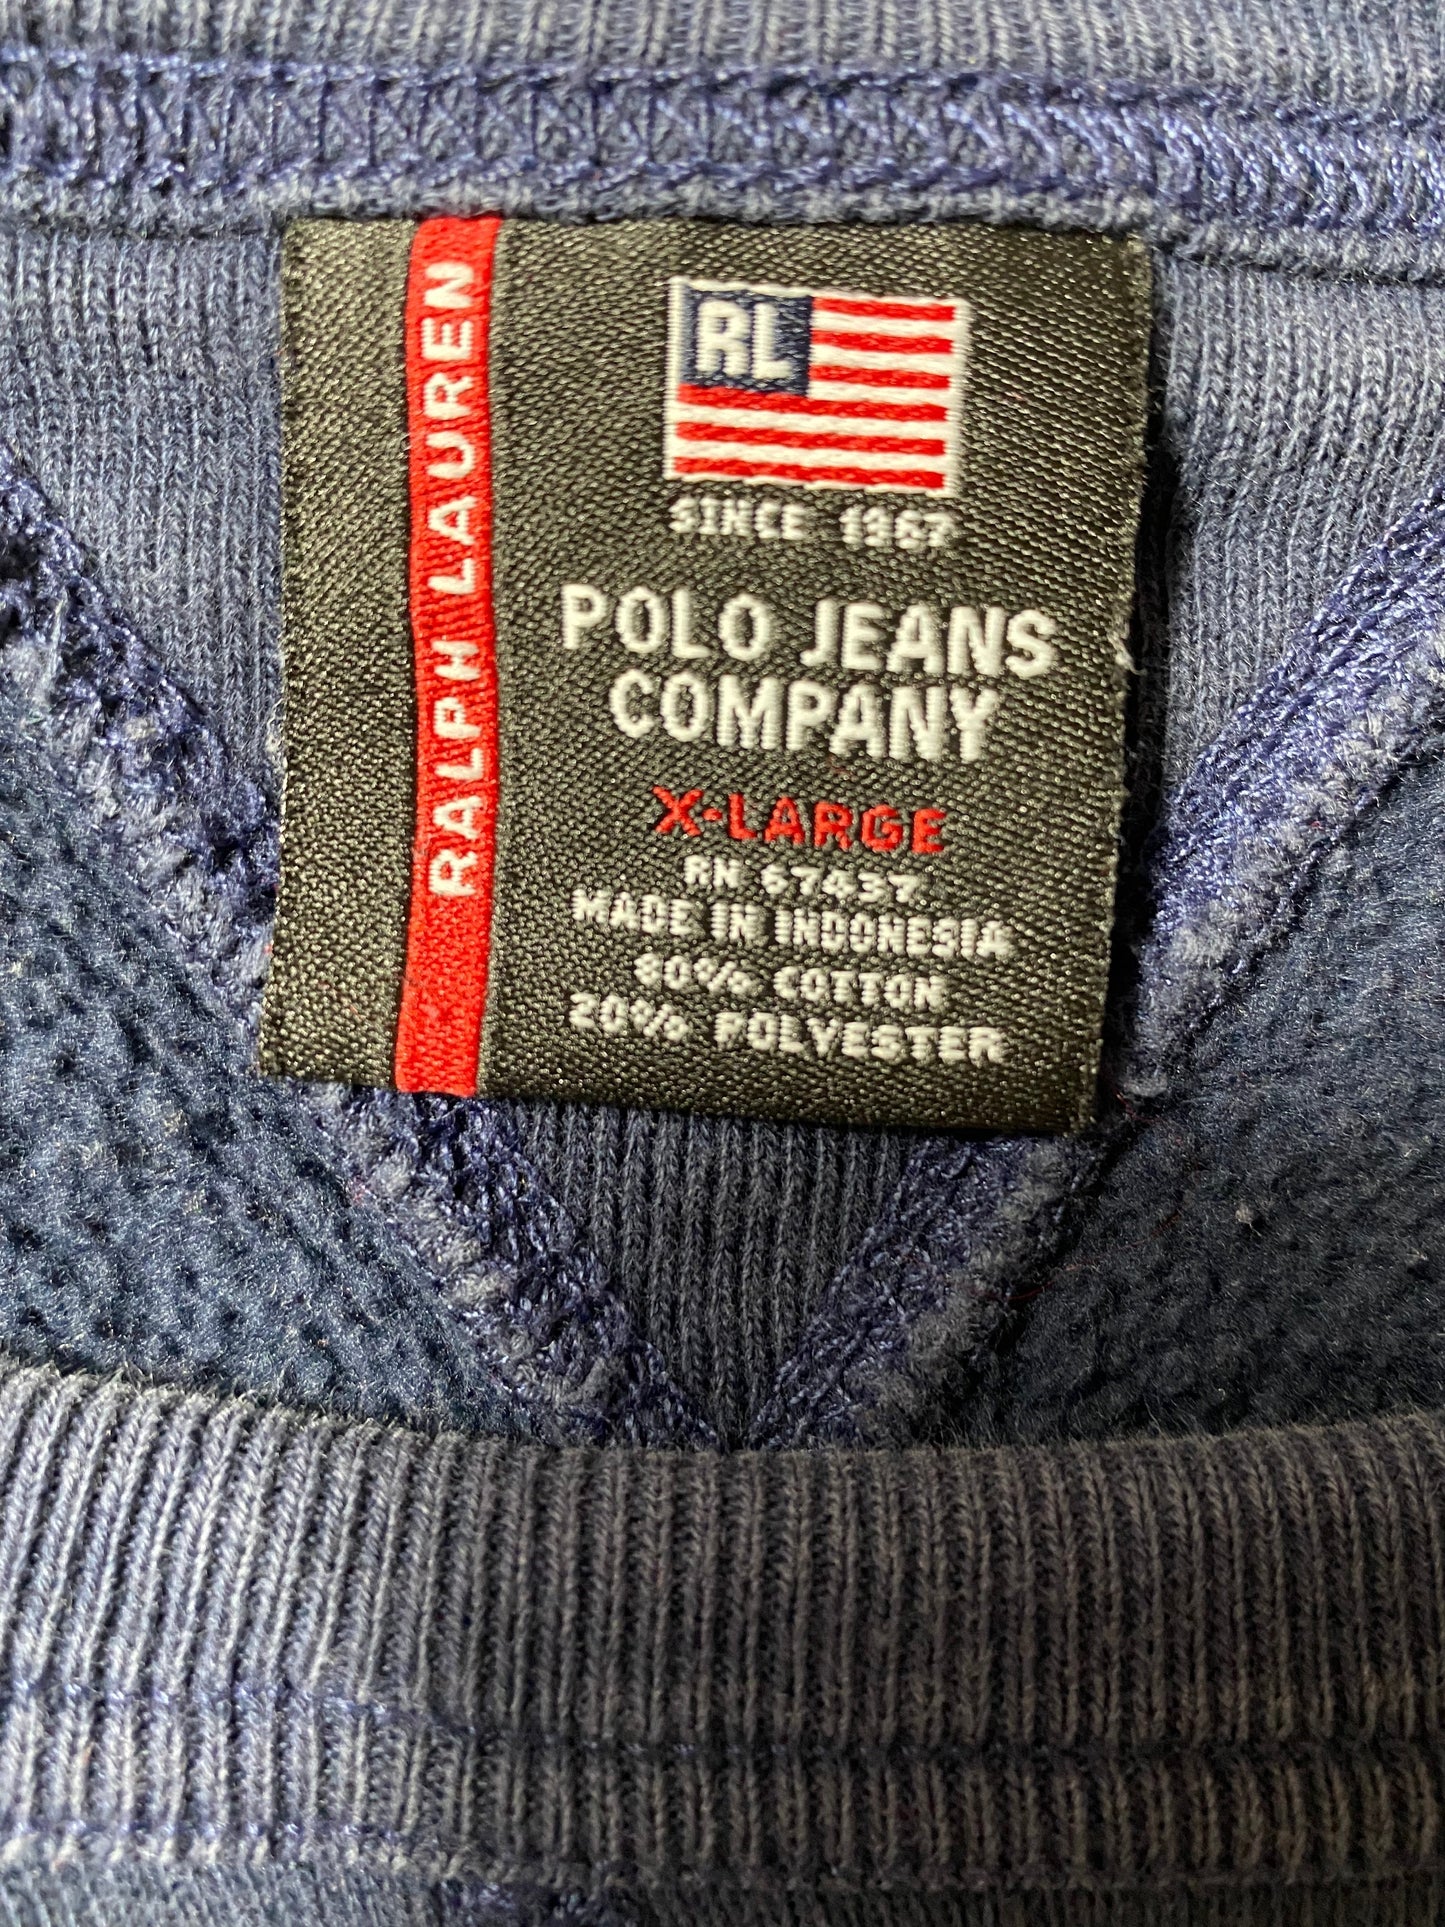 RALPH LAUREN
RL
SINCE 1967
POLO JEANS
COMPANY
X-LARGE
RN 67437
MADE IN INDONESIA
80% COTTON
20% POLYESTER